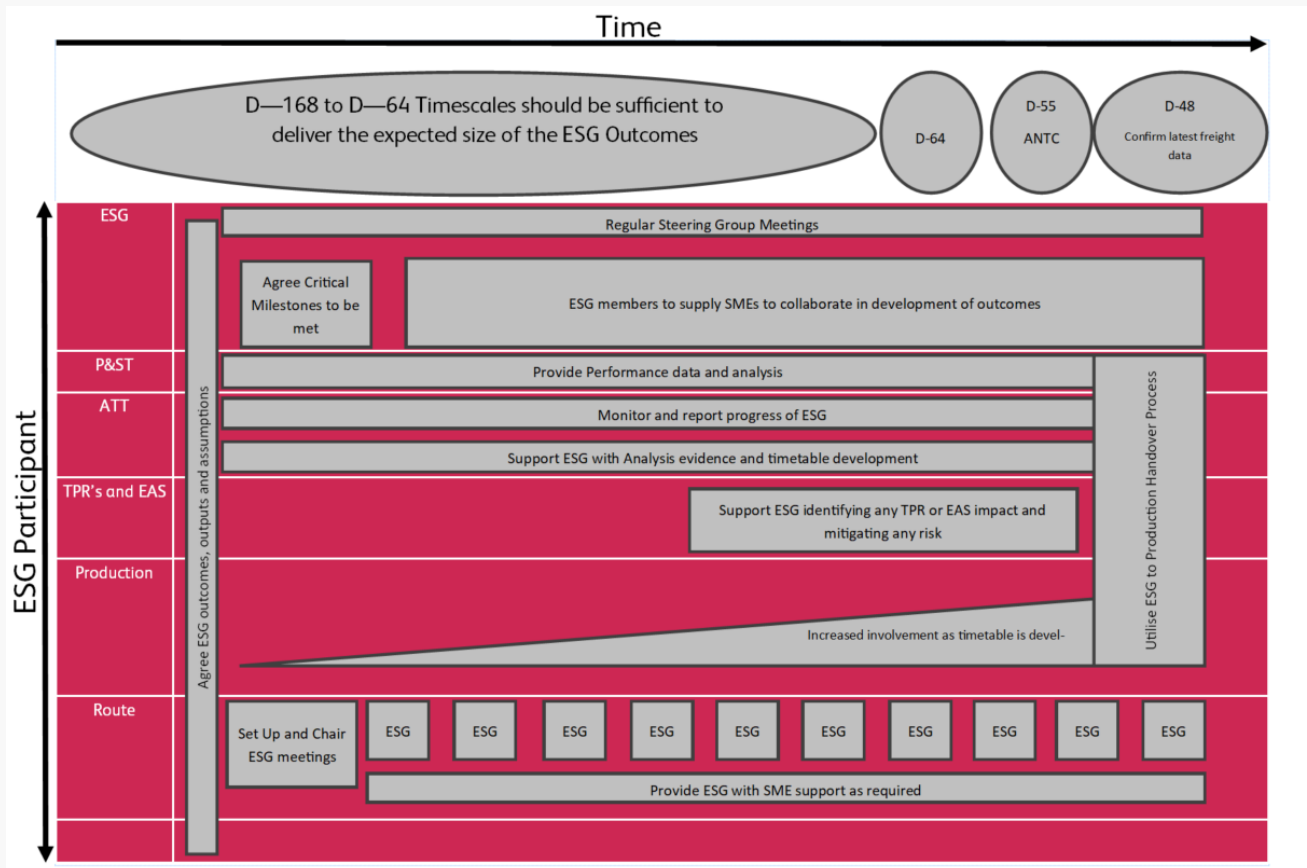 Time
D—168 to D—64 Timescales should be sufficient to
deliver the expected size of the ESG Outcomes
D-64
D-55
ANTC
D-48
Confirm latest freight
data
ESG Participant
ESG
Regular Steering Group Meetings
Agree Critical
Milestones to be
met
ESG members to supply SMEs to collaborate in development of outcomes
Agree ESG outcomes, outputs and assumptions
P&ST
Provide Performance data and analysis
ATT
Monitor and report progress of ESG
Support ESG with Analysis evidence and timetable development
Utilise ESG to Production Handover Process
TPR's and EAS
Support ESG identifying any TPR or EAS impact and
mitigating any risk
Production
Increased involvement as timetable is devel-
Route
Set Up and Chair
ESG meetings
ESG
ESG
ESG
ESG
ESG
ESG
ESG
ESG
ESG
ESG
Provide ESG with SME support as required